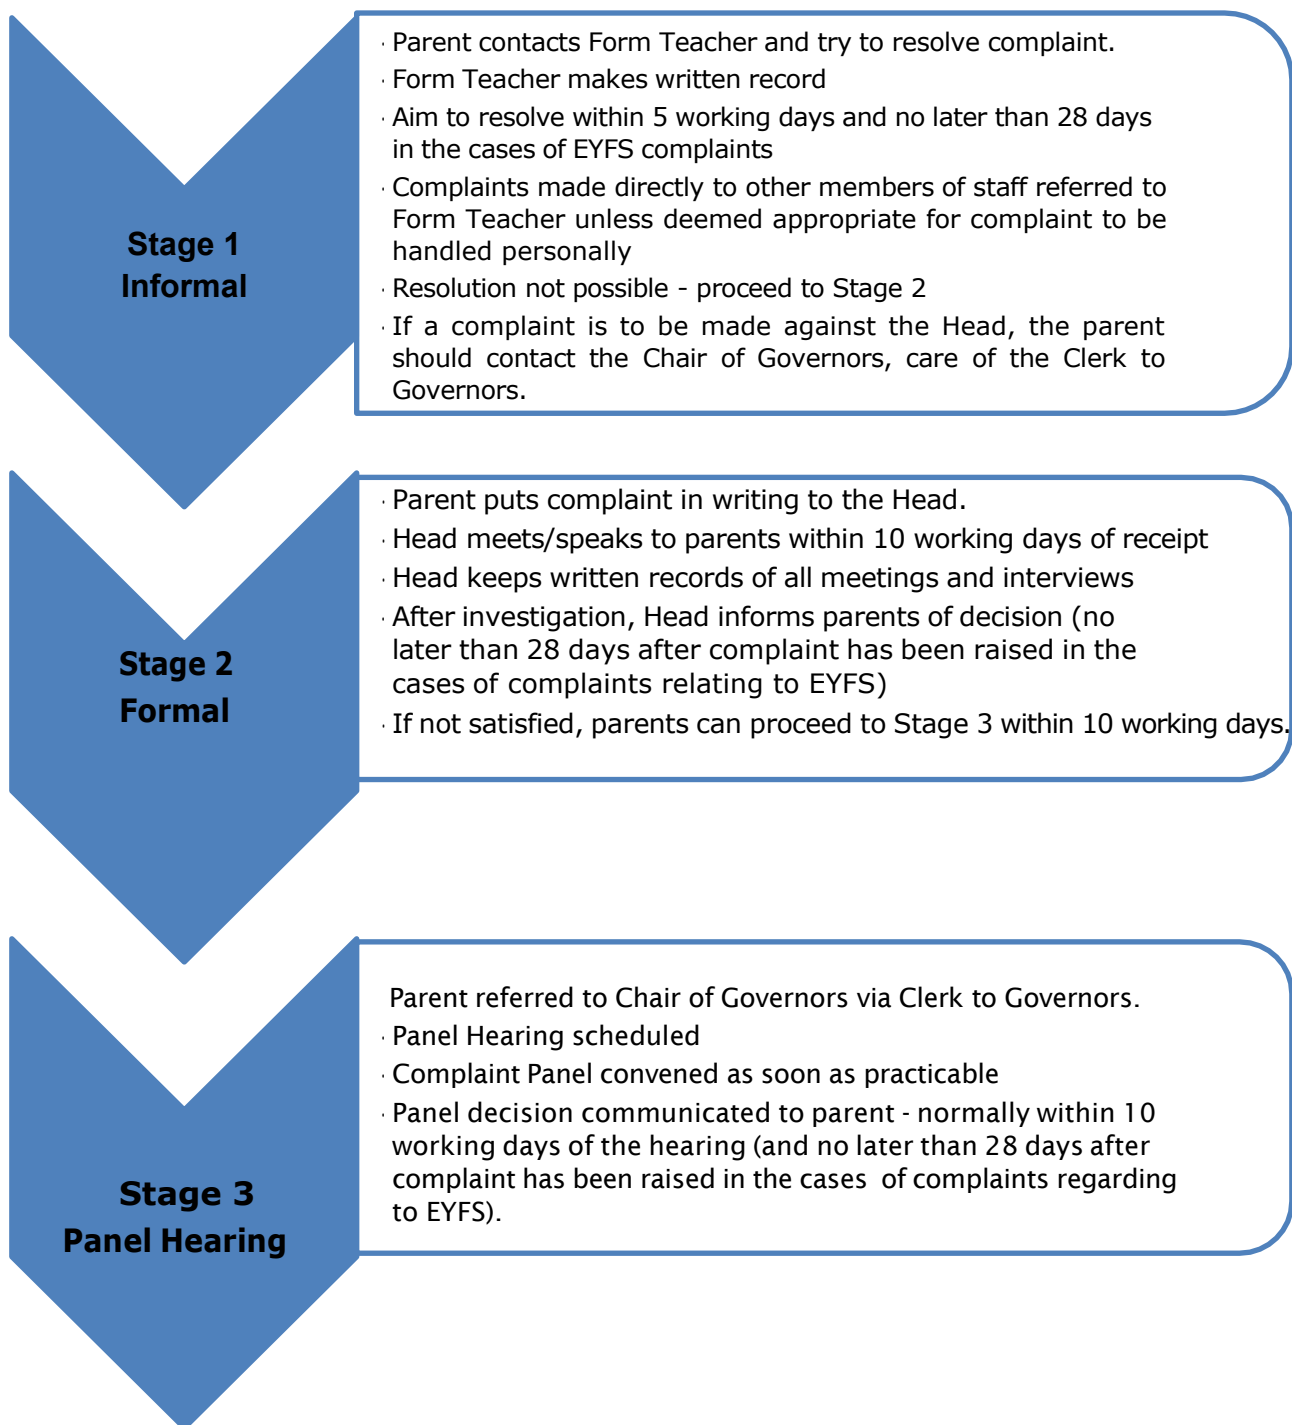 · Parent contacts Form Teacher and try to resolve complaint.
· Form Teacher makes written record
· Aim to resolve within 5 working days and no later than 28 days
in the cases of EYFS complaints
· Complaints made directly to other members of staff referred to
Form Teacher unless deemed appropriate for complaint to be
handled personally
· Resolution not possible - proceed to Stage 2
· If a complaint is to be made against the Head, the parent
should contact the Chair of Governors, care of the Clerk to
Governors.
Stage 1
Informal
· Parent puts complaint in writing to the Head.
· Head meets/speaks to parents within 10 working days of receipt
· Head keeps written records of all meetings and interviews
· After investigation, Head informs parents of decision (no
later than 28 days after complaint has been raised in the
cases of complaints relating to EYFS)
· If not satisfied, parents can proceed to Stage 3 within 10 working days.
Stage 2
Formal
Parent referred to Chair of Governors via Clerk to Governors.
· Panel Hearing scheduled
· Complaint Panel convened as soon as practicable
· Panel decision communicated to parent - normally within 10
working days of the hearing (and no later than 28 days after
complaint has been raised in the cases of complaints regarding
to EYFS).
Stage 3
Panel Hearing